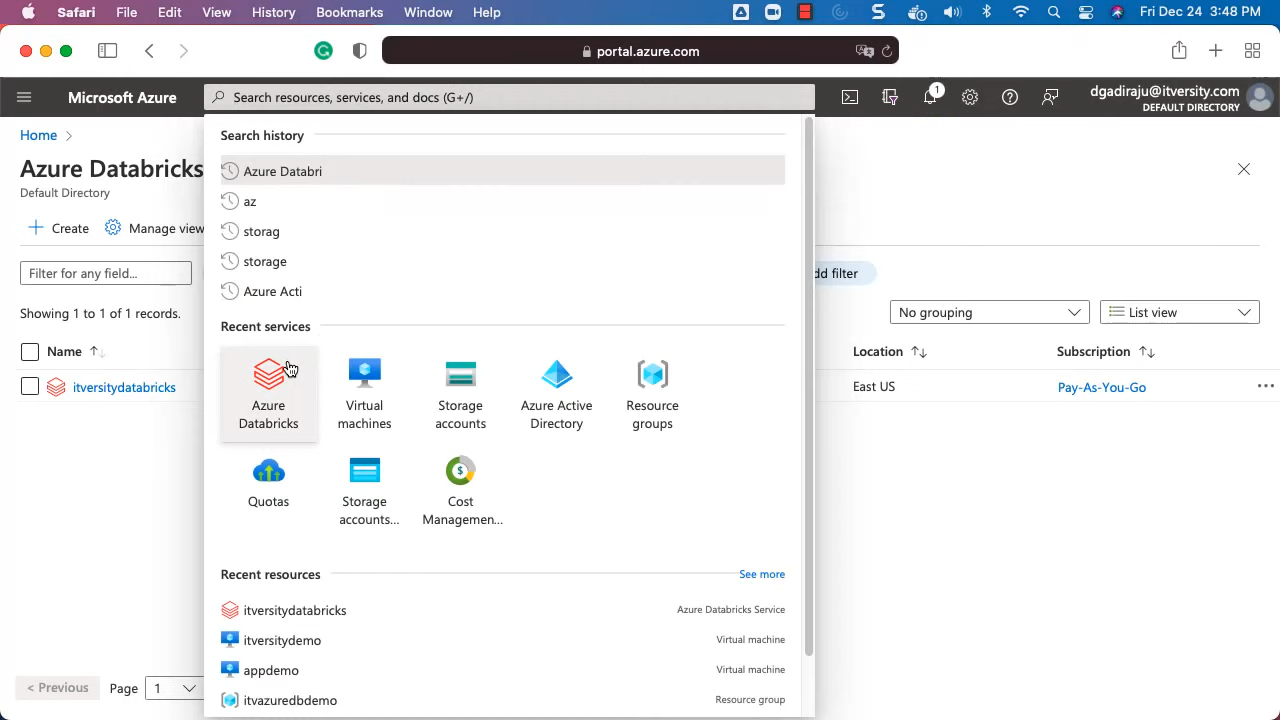 Safari File Edit View History Bookmarks Window Help Fri Dec 24 3:48 PM
portal.azure.com
Microsoft Azure Search resources, services, and docs (G+/) 1 dgadiraju@itversity.com
DEFAULT DIRECTORY
Home
Azure Databricks
Default Directory
Create Manage view
Filter for any field...
dd filter
Showing 1 to 1 of 1 records.
No grouping List view
Name Location Subscription
itversitydatabricks East US Pay-As-You-Go
< Previous Page 1
Search history
Azure Databri
az
storag
storage
Azure Acti
Recent services
Azure Databricks
Virtual machines
Storage accounts
Azure Active Directory
Resource groups
Quotas
Storage accounts...
Cost Managemen...
Recent resources See more
itversitydatabricks Azure Databricks Service
itversitydemo Virtual machine
appdemo Virtual machine
itvazuredbdemo Resource group